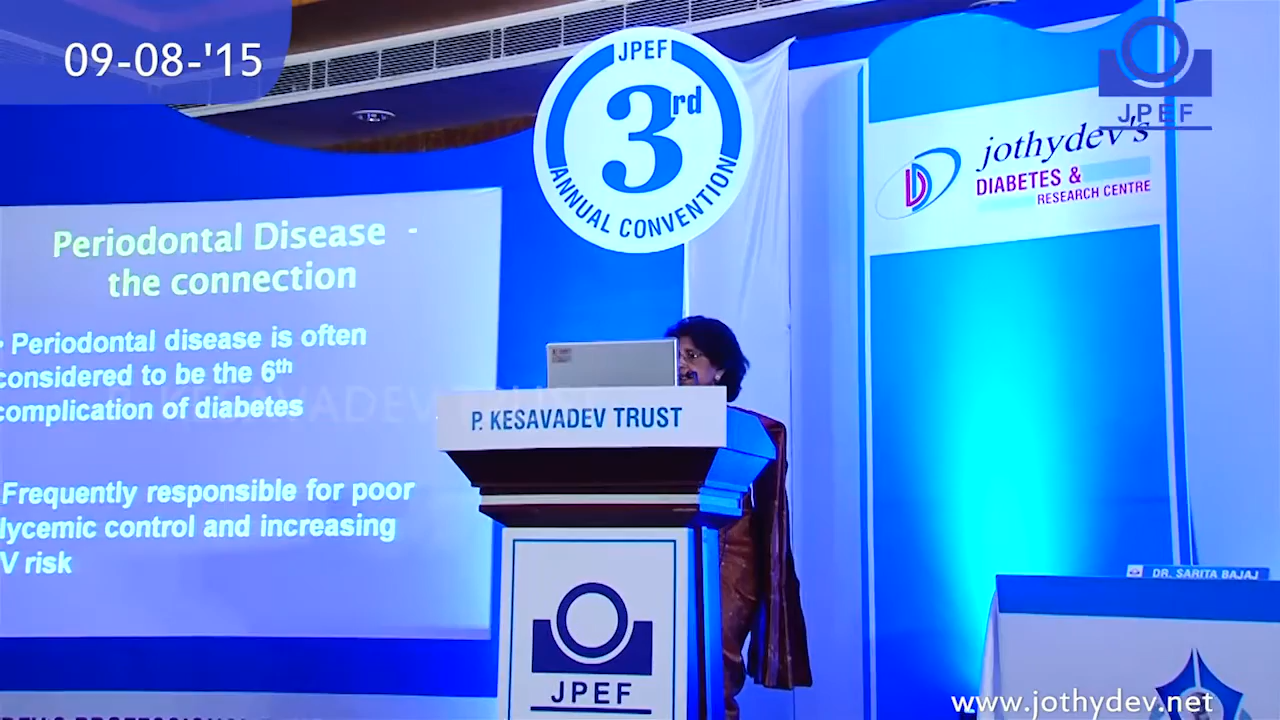 09-08-'15
JPEF
3rd
ANNUAL CONVENTION
JPEF
jothydev's
DIABETES &
RESEARCH CENTRE
Periodontal Disease -
the connection
· Periodontal disease is often
considered to be the 6th
complication of diabetes
Frequently responsible for poor
lycemic control and increasing
V risk
P. KESAVADEV TRUST
JPEF
DR. SARITA BAJAJ
www.jothydev.net